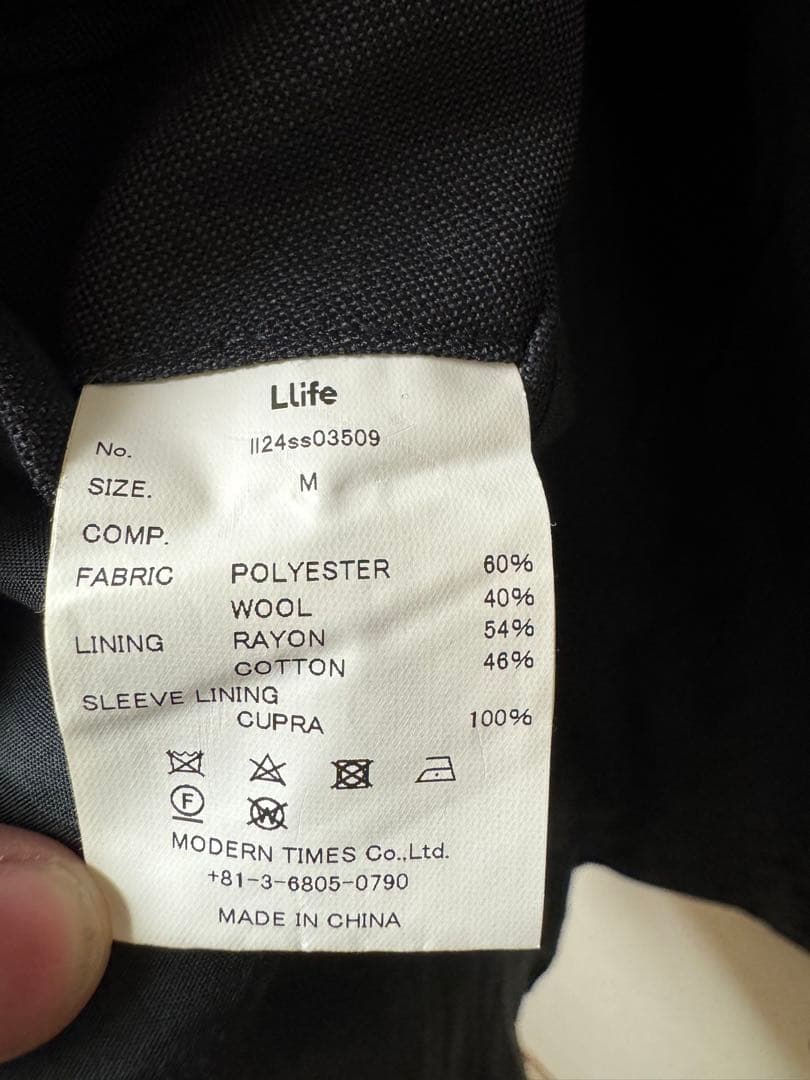 Llife
No. ll24ss03509
SIZE. M
COMP.
FABRIC POLYESTER 60%
WOOL 40%
LINING RAYON 54%
COTTON 46%
SLEEVE LINING
CUPRA 100%
F W
MODERN TIMES Co.,Ltd.
+81-3-6805-0790
MADE IN CHINA